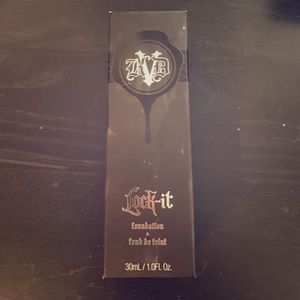 KVD
Lock-it
foundation
fond de teint
30mL / 1.0FL Oz.